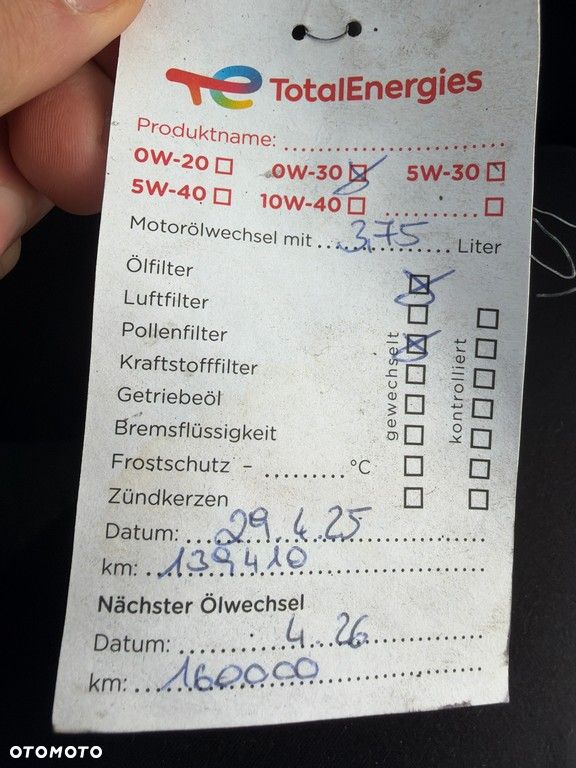 TotalEnergies
Produktname: ........................
0W-20 ☐ 0W-30 ☒ 5W-30 ☐
5W-40 ☐ 10W-40 ☐ .............. ☐
Motorölwechsel mit ....3,75.... Liter
Ölfilter ☒
Luftfilter ☐ ☐
Pollenfilter ☒ ☐
Kraftstofffilter ☐ ☐
Getriebeöl ☐ ☐
Bremsflüssigkeit ☐ ☐
Frostschutz - .........°C ☐ ☐
Zündkerzen ☐ ☐
gewechselt
kontrolliert
Datum: 29.4.25
km: 139410
Nächster Ölwechsel
Datum: 4.26
km: 160000
OTOMOTO